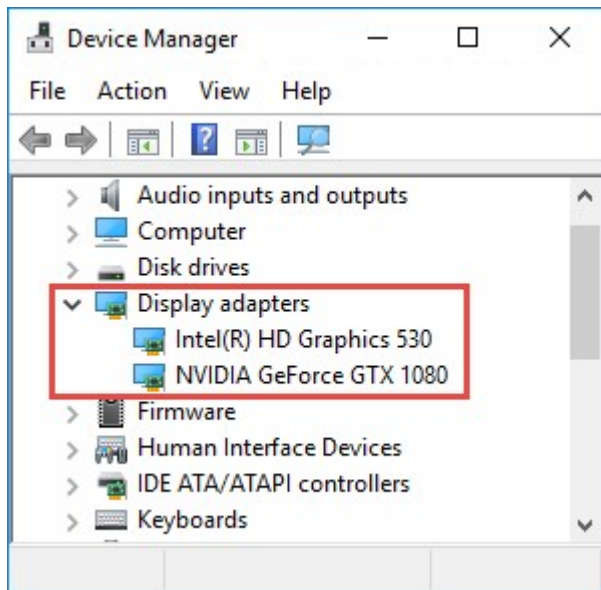 Device Manager
File Action View Help
Audio inputs and outputs
Computer
Disk drives
Display adapters
Intel(R) HD Graphics 530
NVIDIA GeForce GTX 1080
Firmware
Human Interface Devices
IDE ATA/ATAPI controllers
Keyboards